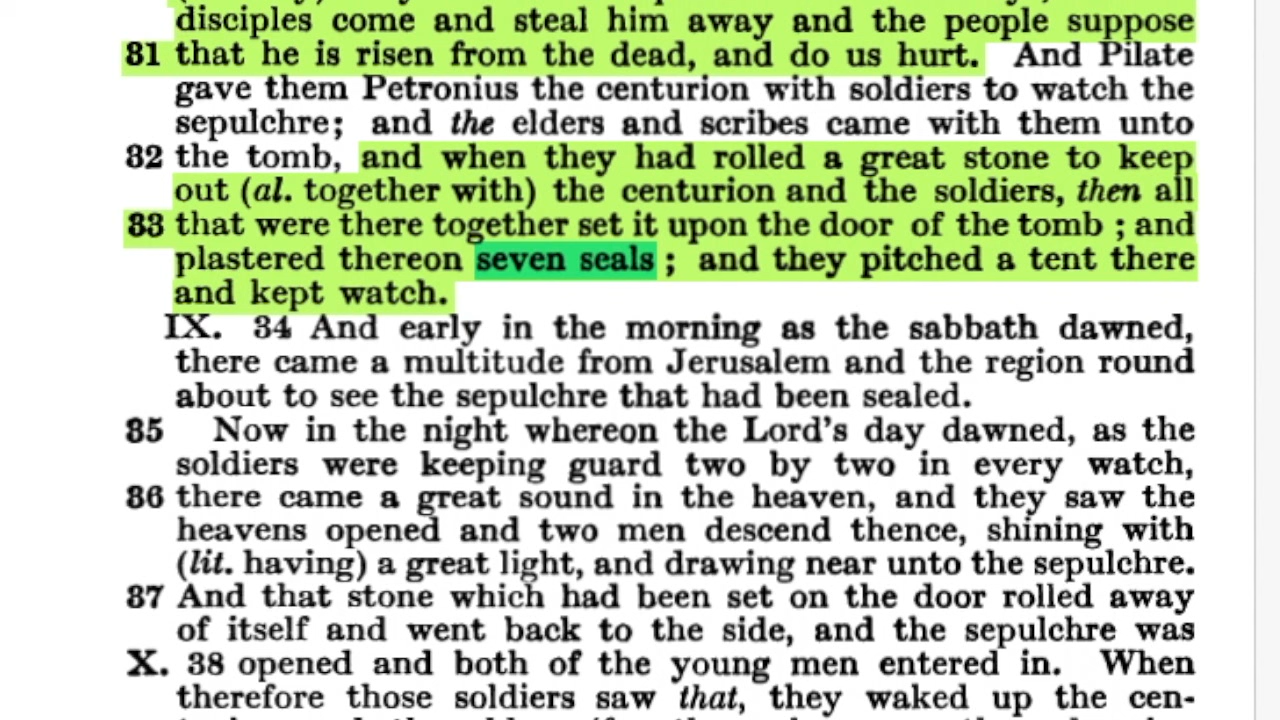 disciples come and steal him away and the people suppose
31 that he is risen from the dead, and do us hurt. And Pilate
gave them Petronius the centurion with soldiers to watch the
sepulchre; and the elders and scribes came with them unto
32 the tomb, and when they had rolled a great stone to keep
out (al. together with) the centurion and the soldiers, then all
33 that were there together set it upon the door of the tomb ; and
plastered thereon seven seals ; and they pitched a tent there
and kept watch.
IX. 34 And early in the morning as the sabbath dawned,
there came a multitude from Jerusalem and the region round
about to see the sepulchre that had been sealed.
35 Now in the night whereon the Lord's day dawned, as the
soldiers were keeping guard two by two in every watch,
36 there came a great sound in the heaven, and they saw the
heavens opened and two men descend thence, shining with
(lit. having) a great light, and drawing near unto the sepulchre.
37 And that stone which had been set on the door rolled away
of itself and went back to the side, and the sepulchre was
X. 38 opened and both of the young men entered in. When
therefore those soldiers saw that, they waked up the cen-